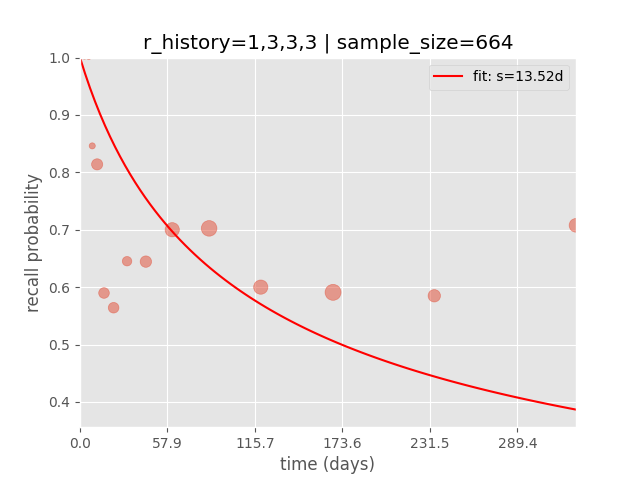 r_history=1,3,3,3 | sample_size=664
fit: s=13.52d
recall probability
1.0
0.9
0.8
0.7
0.6
0.5
0.4
0.0 57.9 115.7 173.6 231.5 289.4
time (days)